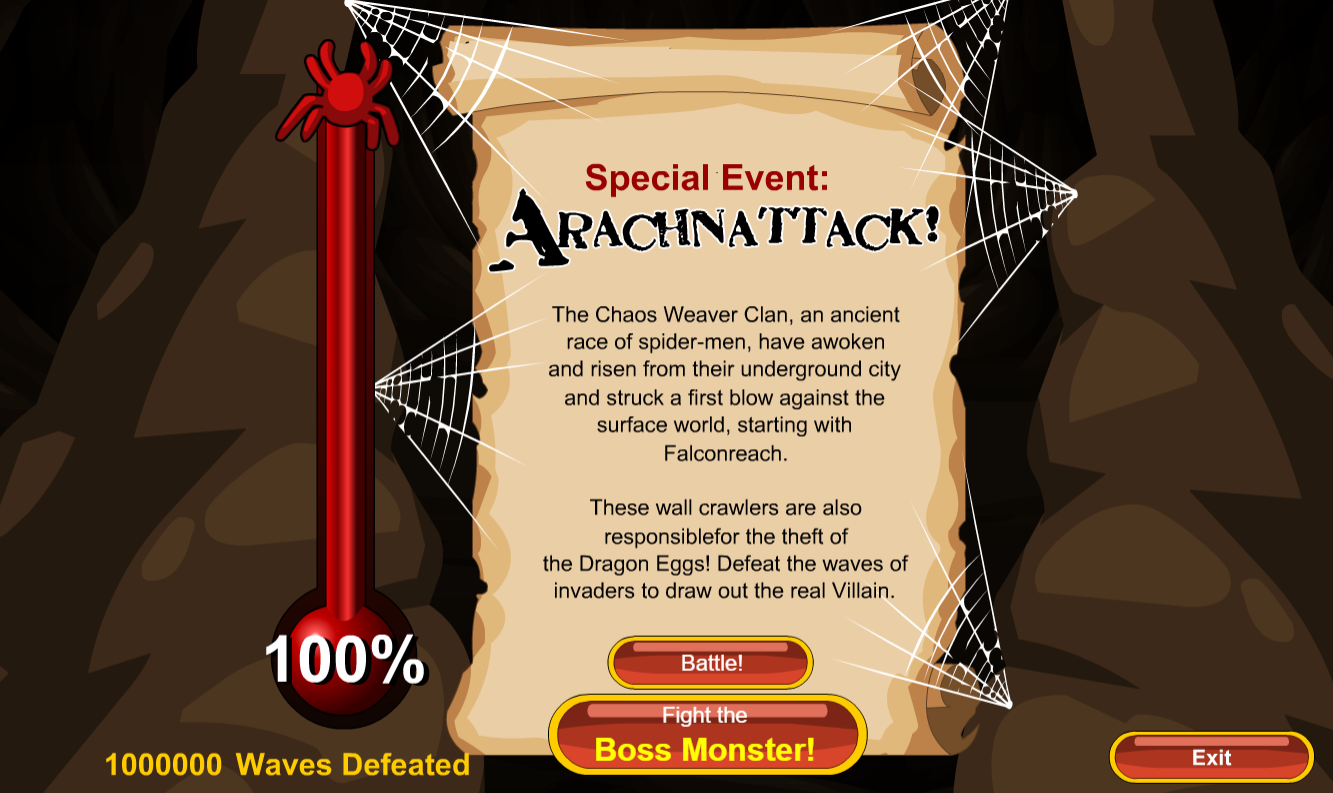 Special Event:
ARACHNATTACK!
The Chaos Weaver Clan, an ancient
race of spider-men, have awoken
and risen from their underground city
and struck a first blow against the
surface world, starting with
Falconreach.
These wall crawlers are also
responsiblefor the theft of
the Dragon Eggs! Defeat the waves of
invaders to draw out the real Villain.
Battle!
Fight the
Boss Monster!
100%
1000000 Waves Defeated
Exit